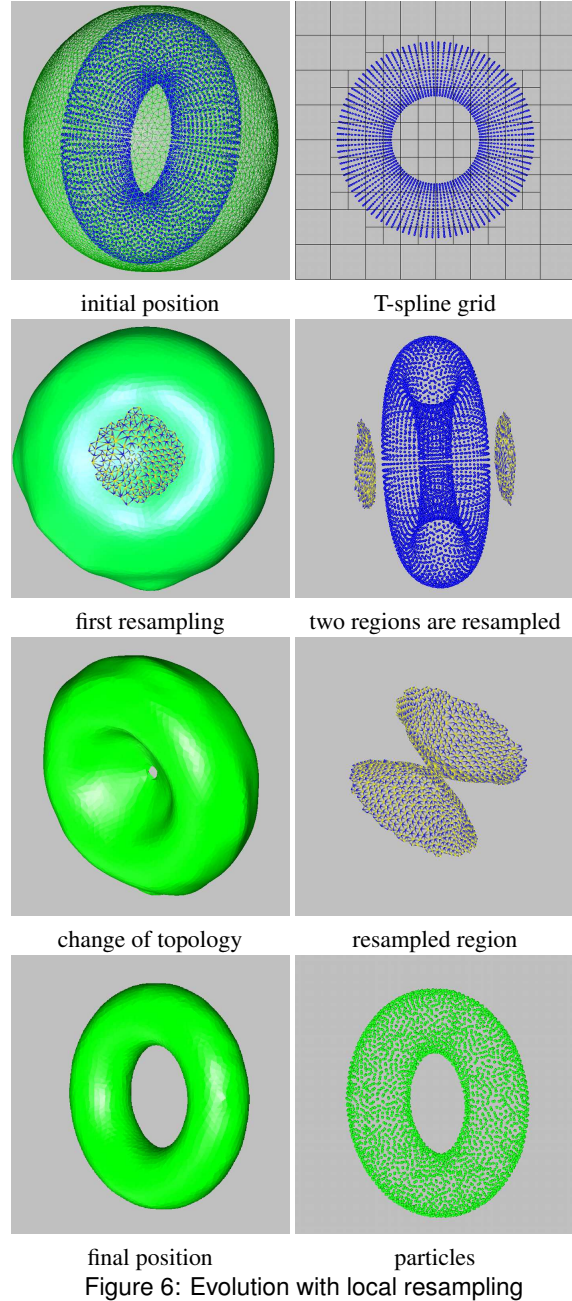 initial position
T-spline grid
first resampling
two regions are resampled
change of topology
resampled region
final position
particles
Figure 6: Evolution with local resampling